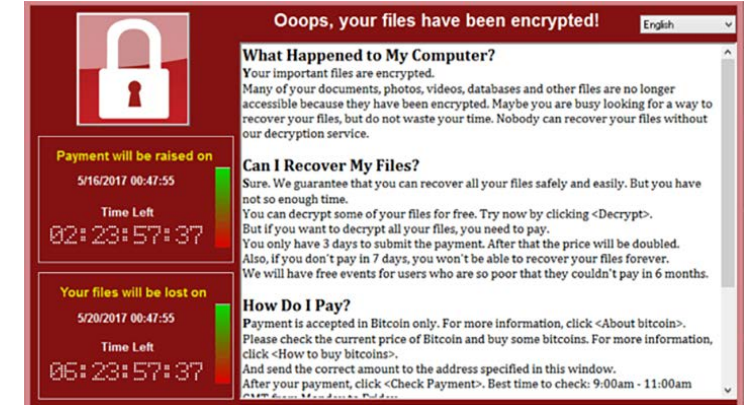 Ooops, your files have been encrypted!
English
Payment will be raised on
5/16/2017 00:47:55
Time Left
02:23:57:37
Your files will be lost on
5/20/2017 00:47:55
Time Left
06:23:57:37
What Happened to My Computer?
Your important files are encrypted.
Many of your documents, photos, videos, databases and other files are no longer
accessible because they have been encrypted. Maybe you are busy looking for a way to
recover your files, but do not waste your time. Nobody can recover your files without
our decryption service.
Can I Recover My Files?
Sure. We guarantee that you can recover all your files safely and easily. But you have
not so enough time.
You can decrypt some of your files for free. Try now by clicking <Decrypt>.
But if you want to decrypt all your files, you need to pay.
You only have 3 days to submit the payment. After that the price will be doubled.
Also, if you don't pay in 7 days, you won't be able to recover your files forever.
We will have free events for users who are so poor that they couldn't pay in 6 months.
How Do I Pay?
Payment is accepted in Bitcoin only. For more information, click <About bitcoin>.
Please check the current price of Bitcoin and buy some bitcoins. For more information,
click <How to buy bitcoins>.
And send the correct amount to the address specified in this window.
After your payment, click <Check Payment>. Best time to check: 9:00am - 11:00am
GMT from Monday to Friday.